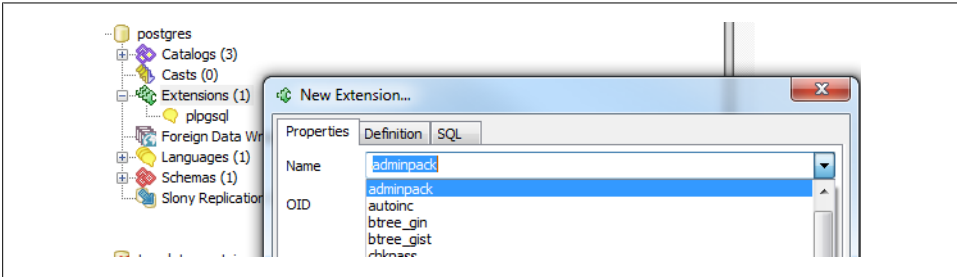 postgres
Catalogs (3)
Casts (0)
Extensions (1)
plpgsql
Foreign Data Wr
Languages (1)
Schemas (1)
Slony Replication
New Extension...
Properties Definition SQL
Name adminpack
adminpack
OID autoinc
btree_gin
btree_gist
chkpass